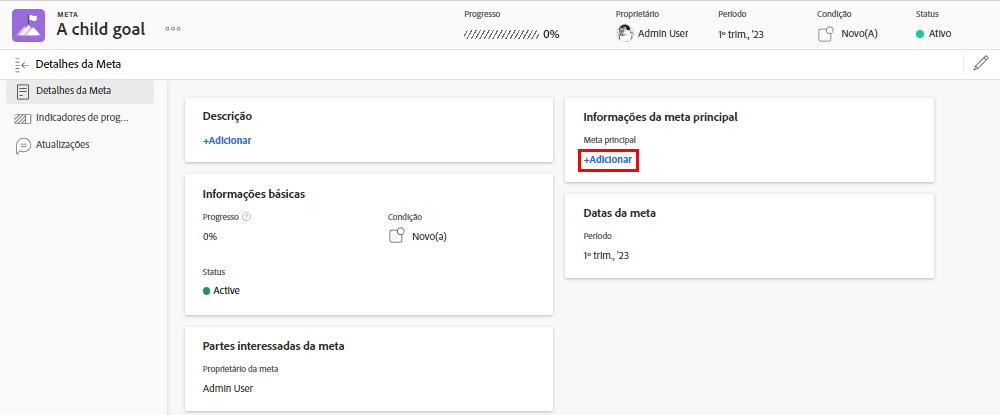 META
A child goal
Progresso
0%
Proprietário
Admin User
Período
1º trim., '23
Condição
Novo(A)
Status
Ativo
Detalhes da Meta
Detalhes da Meta
Indicadores de prog...
Atualizações
Descrição
+Adicionar
Informações básicas
Progresso ?
0%
Condição
Novo(a)
Status
Active
Partes interessadas da meta
Proprietário da meta
Admin User
Informações da meta principal
Meta principal
+Adicionar
Datas da meta
Período
1º trim., '23